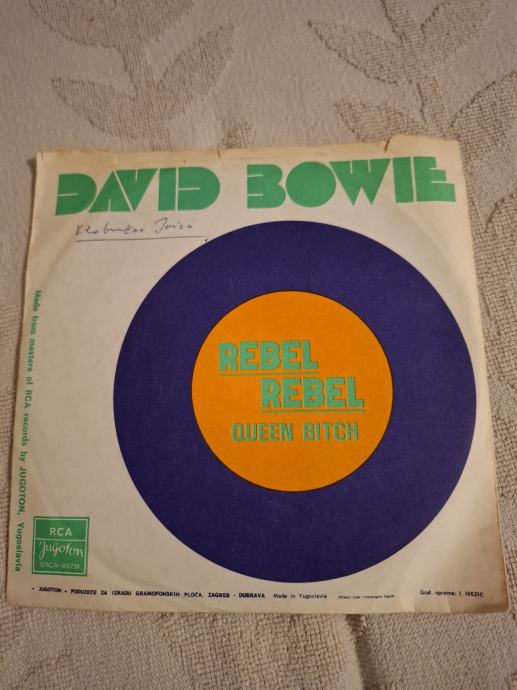 DAVID BOWIE
REBEL
REBEL
QUEEN BITCH
Made from masters of RCA records by JUGOTON, Yugoslavia
RCA
Jugoton
SRCA-88731
• JUGOTON • PODUZEĆE ZA IZRADU GRAMOFONSKIH PLOČA, ZAGREB • DUBRAVA Made in Yugoslavia
Graf. oprema: I. IVEZIĆ